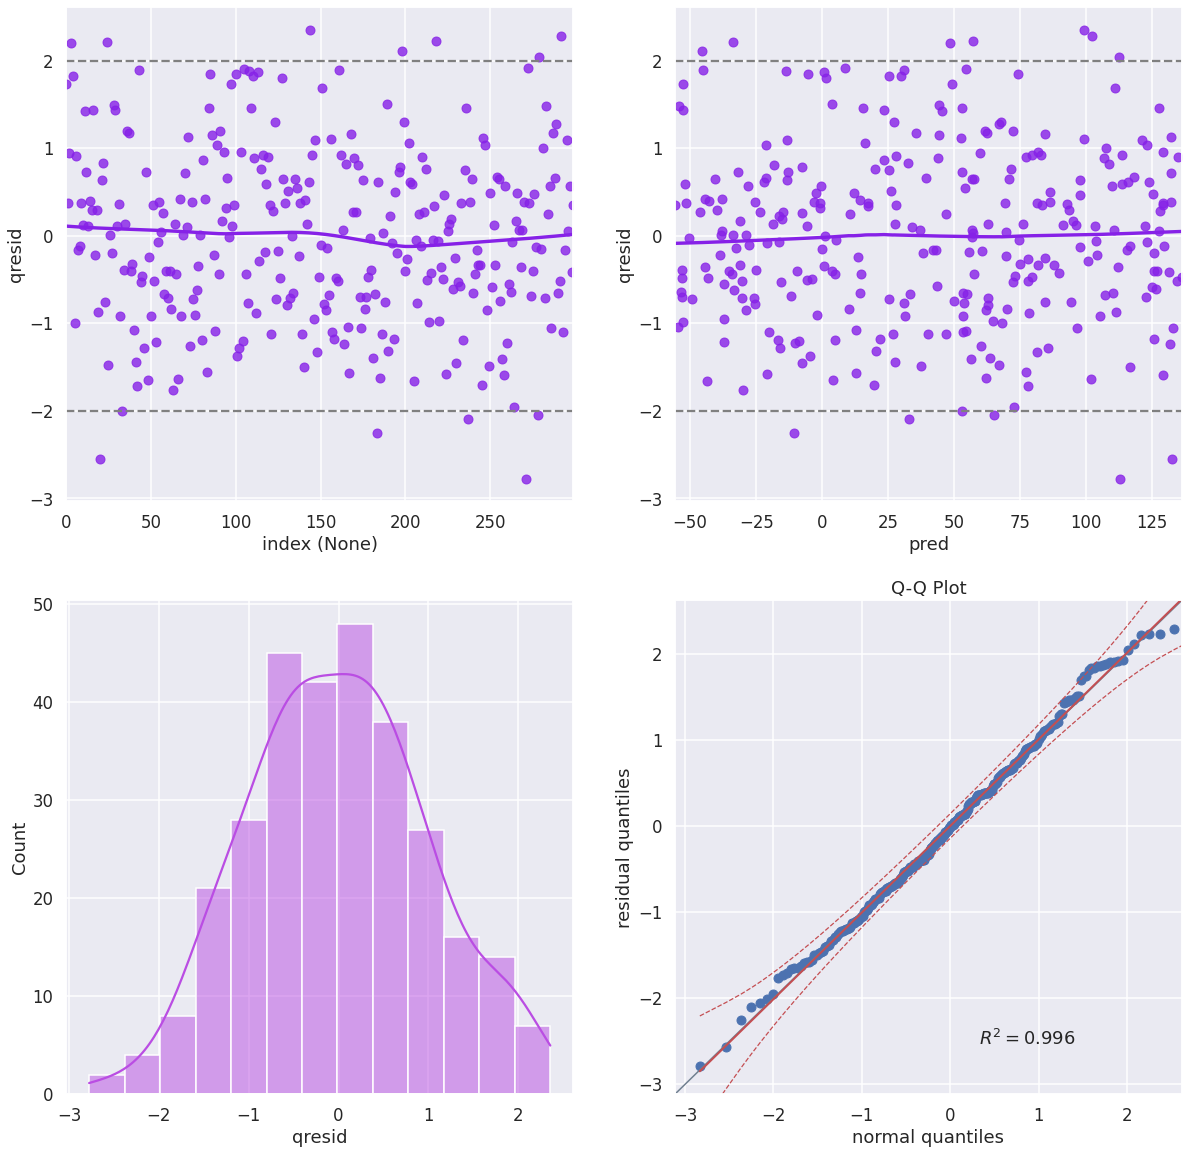 2
1
0
−1
−2
−3
qresid
0 50 100 150 200 250
index (None)
2
1
0
−1
−2
−3
qresid
−50 −25 0 25 50 75 100 125
pred
50
40
30
20
10
0
Count
−3 −2 −1 0 1 2
qresid
Q-Q Plot
2
1
0
−1
−2
−3
residual quantiles
R² = 0.996
−3 −2 −1 0 1 2
normal quantiles